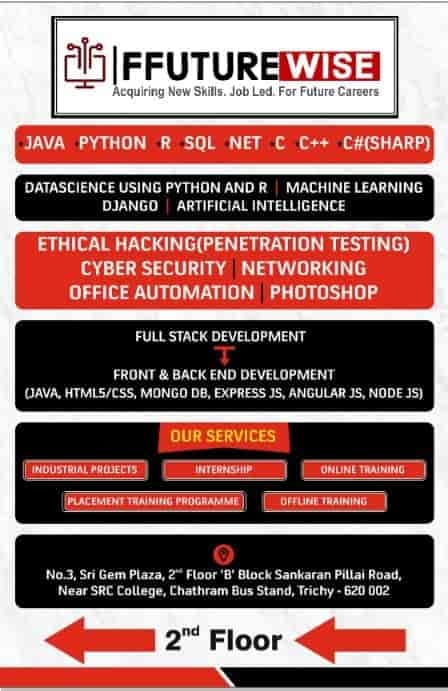 FFUTUREWISE
Acquiring New Skills. Job Led. For Future Careers
•JAVA •PYTHON •R •SQL •NET •C •C++ •C#(SHARP)
DATASCIENCE USING PYTHON AND R | MACHINE LEARNING
DJANGO | ARTIFICIAL INTELLIGENCE
ETHICAL HACKING(PENETRATION TESTING)
CYBER SECURITY | NETWORKING
OFFICE AUTOMATION | PHOTOSHOP
FULL STACK DEVELOPMENT
FRONT & BACK END DEVELOPMENT
(JAVA, HTML5/CSS, MONGO DB, EXPRESS JS, ANGULAR JS, NODE JS)
OUR SERVICES
INDUSTRIAL PROJECTS INTERNSHIP ONLINE TRAINING
PLACEMENT TRAINING PROGRAMME OFFLINE TRAINING
No.3, Sri Gem Plaza, 2nd Floor 'B' Block Sankaran Pillai Road,
Near SRC College, Chathram Bus Stand, Trichy - 620 002
2nd Floor